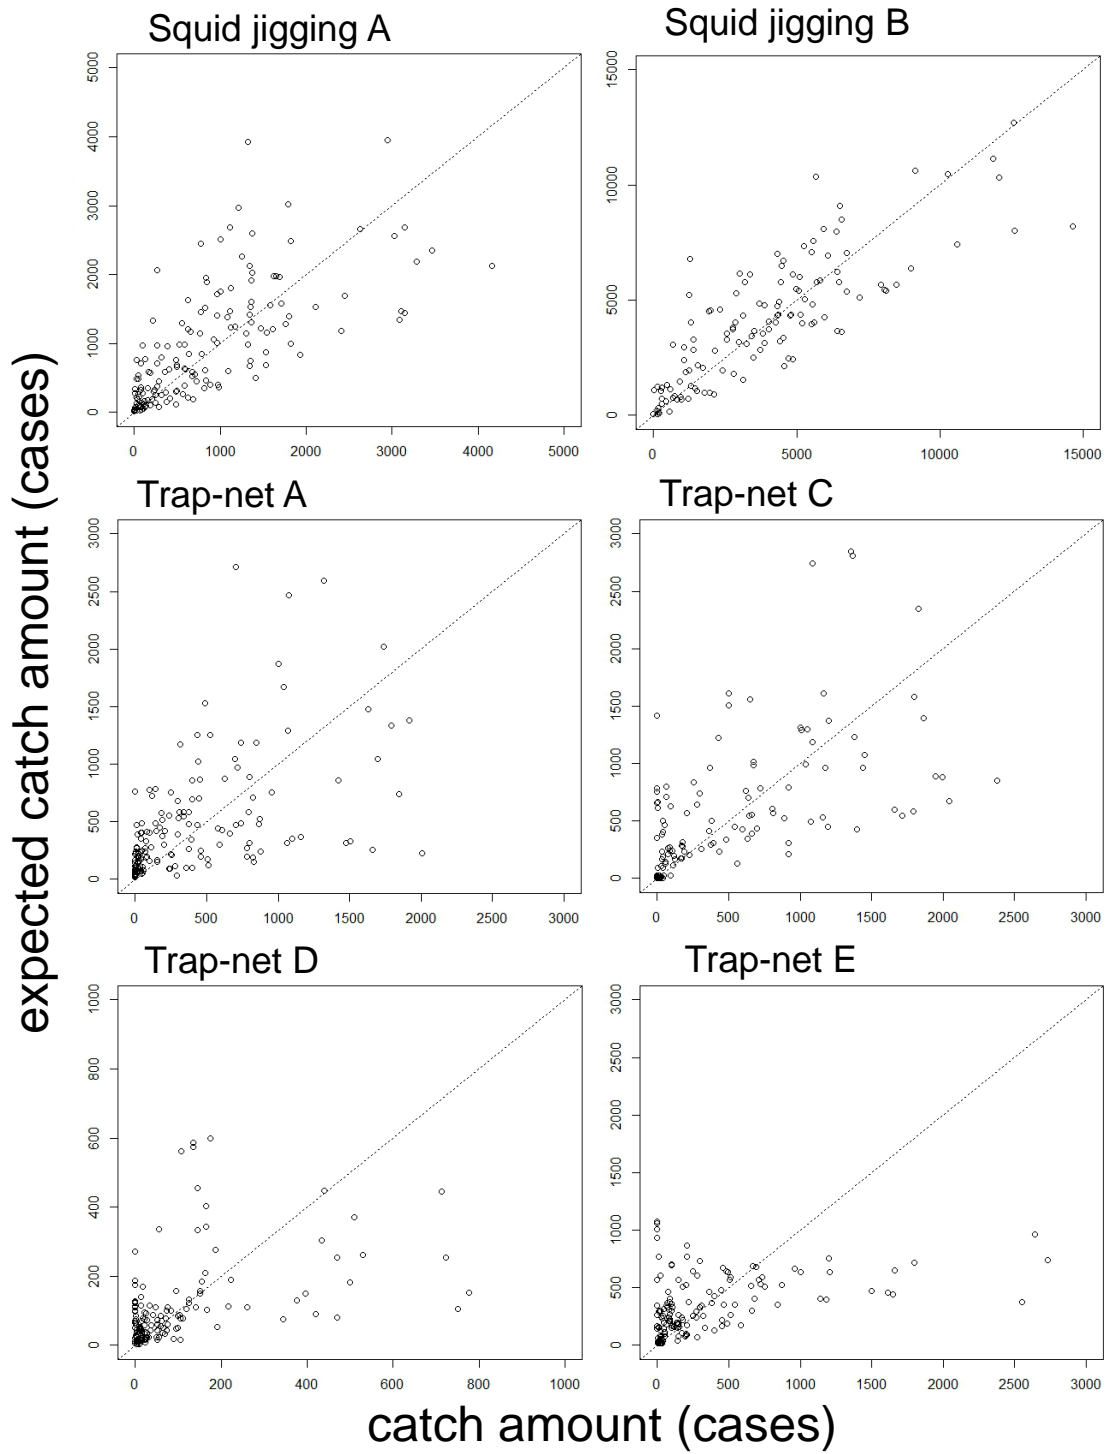 Squid jigging A
Squid jigging B
5000
4000
3000
2000
1000
0
0 1000 2000 3000 4000 5000
15000
10000
5000
0
0 5000 10000 15000
Trap-net A
Trap-net C
3000
2500
2000
1500
1000
500
0
0 500 1000 1500 2000 2500 3000
3000
2500
2000
1500
1000
500
0
0 500 1000 1500 2000 2500 3000
Trap-net D
Trap-net E
1000
800
600
400
200
0
0 200 400 600 800 1000
3000
2500
2000
1500
1000
500
0
0 500 1000 1500 2000 2500 3000
expected catch amount (cases)
catch amount (cases)